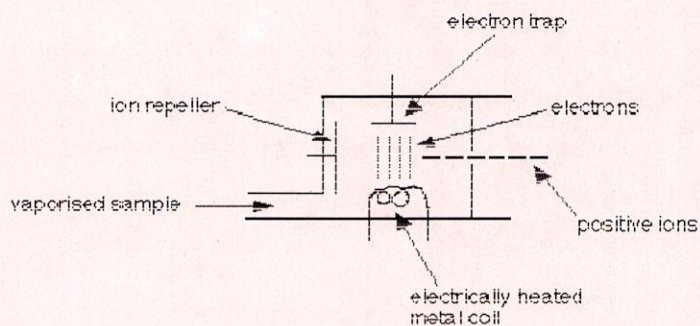 electron trap
ion repeller
electrons
vaporised sample
positive ions
electrically heated
metal coil